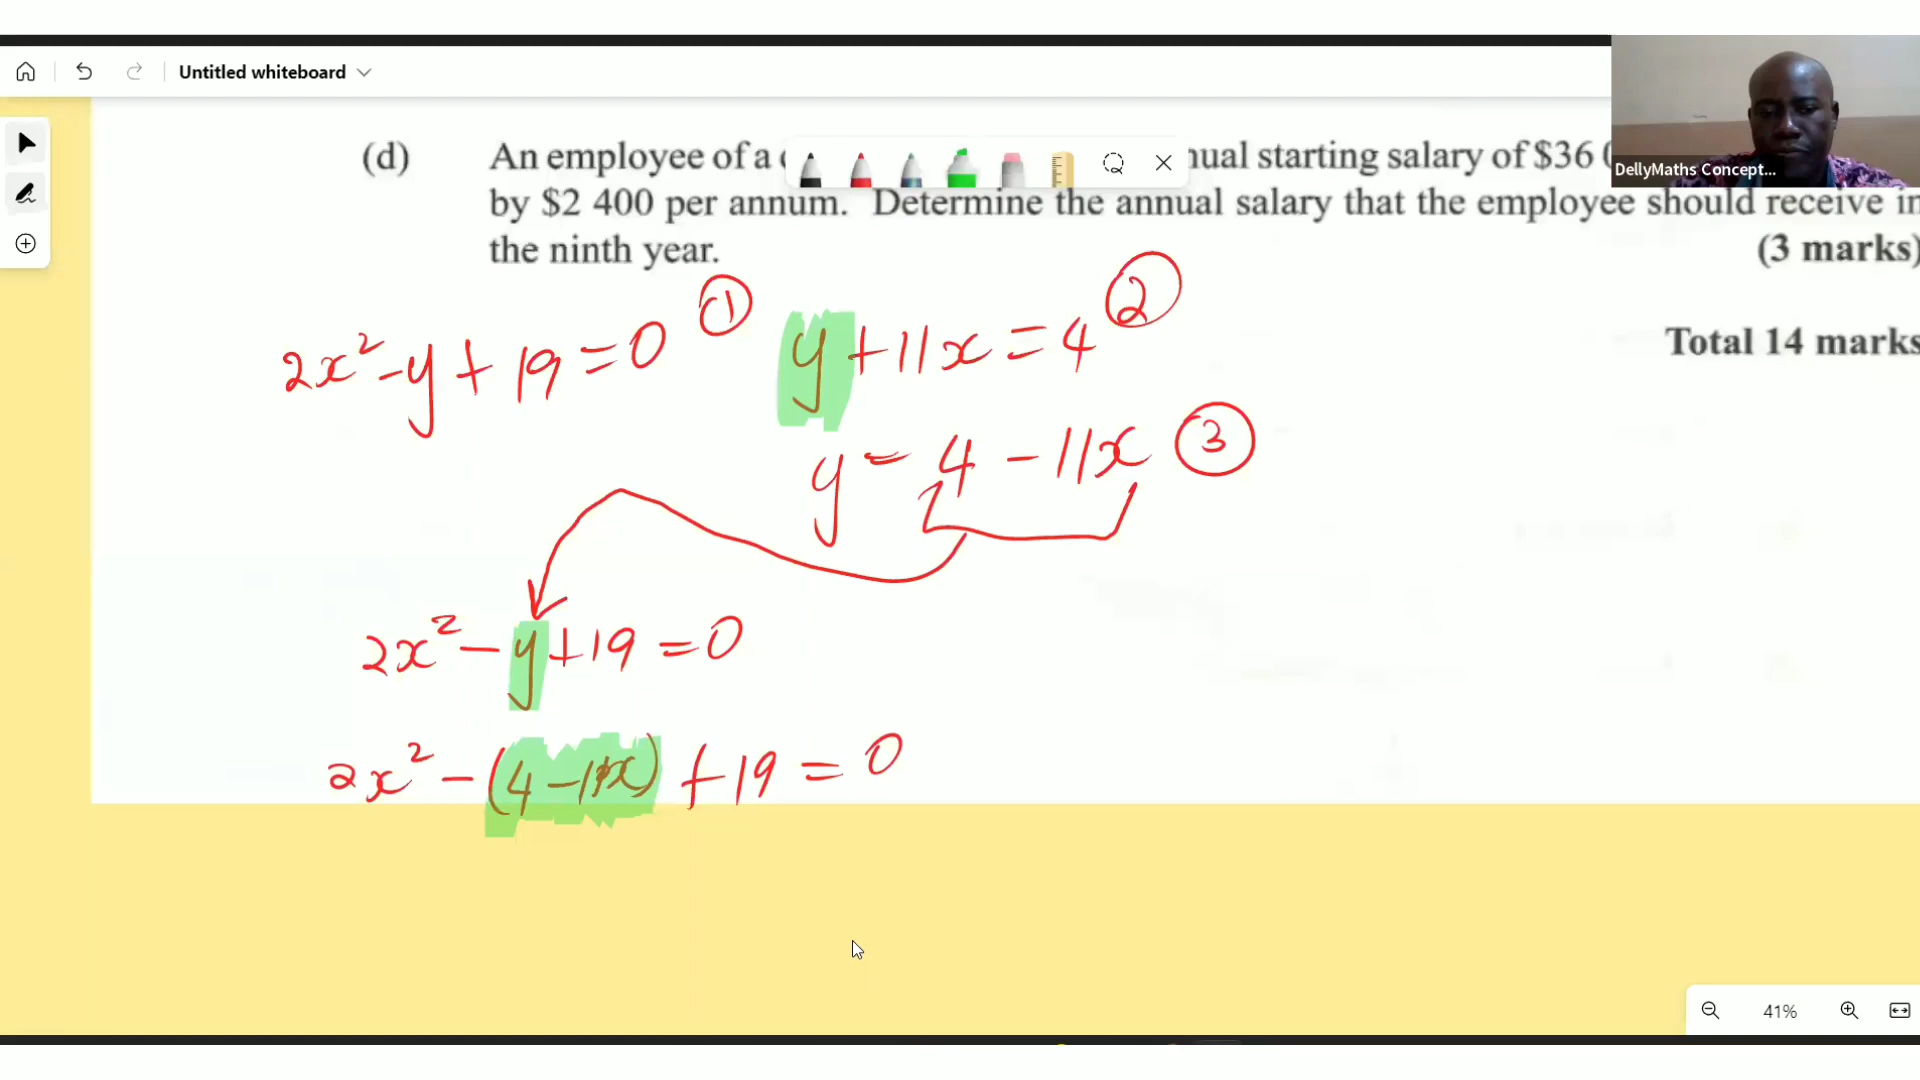 Untitled whiteboard
DellyMaths Concept...
(d) An employee of a nual starting salary of $36
by $2 400 per annum. Determine the annual salary that the employee should receive in
the ninth year.
(3 marks)
Total 14 marks
2x² - y + 19 = 0 ①
y + 11x = 4 ②
y = 4 - 11x ③
2x² - y + 19 = 0
2x² - (4 - 11x) + 19 = 0
41%